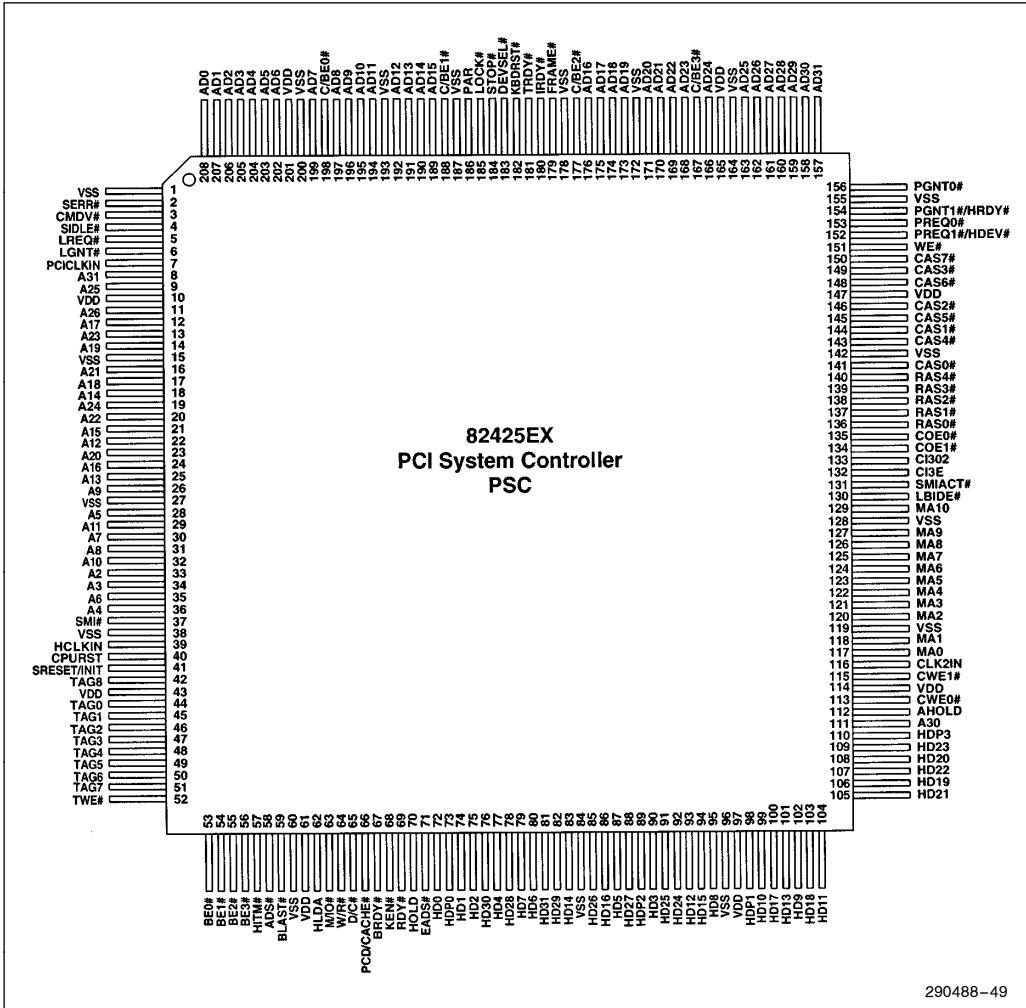 AD0 208
AD1 207
AD2 206
AD3 205
AD4 204
AD5 203
AD6 202
VDD 201
VSS 200
AD7 199
C/BE0# 198
AD8 197
AD9 196
AD10 195
AD11 194
VSS 193
AD12 192
AD13 191
AD14 190
AD15 189
C/BE1# 188
VSS 187
PAR 186
LOCK# 185
STOP# 184
DEVSEL# 183
KBDRST# 182
TRDY# 181
IRDY# 180
FRAME# 179
VSS 178
C/BE2# 177
AD16 176
AD17 175
AD18 174
AD19 173
VSS 172
AD20 171
AD21 170
AD22 169
AD23 168
C/BE3# 167
AD24 166
VDD 165
VSS 164
AD25 163
AD26 162
AD27 161
AD28 160
AD29 159
AD30 158
AD31 157
VSS 1
SERR# 2
CMDV# 3
SIDLE# 4
LREQ# 5
LGNT# 6
PCICLKIN 7
A31 8
A25 9
VDD 10
A26 11
A17 12
A23 13
A19 14
VSS 15
A21 16
A18 17
A14 18
A24 19
A22 20
A15 21
A12 22
A20 23
A16 24
A13 25
A9 26
VSS 27
A5 28
A11 29
A7 30
A8 31
A10 32
A2 33
A3 34
A6 35
A4 36
SMI# 37
VSS 38
HCLKIN 39
CPURST 40
SRESET/INIT 41
TAG8 42
VDD 43
TAG0 44
TAG1 45
TAG2 46
TAG3 47
TAG4 48
TAG5 49
TAG6 50
TAG7 51
TWE# 52
82425EX
PCI System Controller
PSC
156 PGNT0#
155 VSS
154 PGNT1#/HRDY#
153 PREQ0#
152 PREQ1#/HDEV#
151 WE#
150 CAS7#
149 CAS3#
148 CAS6#
147 VDD
146 CAS2#
145 CAS5#
144 CAS1#
143 CAS4#
142 VSS
141 CAS0#
140 RAS4#
139 RAS3#
138 RAS2#
137 RAS1#
136 RAS0#
135 COE0#
134 COE1#
133 CI302
132 CI3E
131 SMIACT#
130 LBIDE#
129 MA10
128 VSS
127 MA9
126 MA8
125 MA7
124 MA6
123 MA5
122 MA4
121 MA3
120 MA2
119 VSS
118 MA1
117 MA0
116 CLK2IN
115 CWE1#
114 VDD
113 CWE0#
112 AHOLD
111 A30
110 HDP3
109 HD23
108 HD20
107 HD22
106 HD19
105 HD21
53 BE0#
54 BE1#
55 BE2#
56 BE3#
57 HITM#
58 ADS#
59 BLAST#
60 VSS
61 VDD
62 HLDA
63 M/IO#
64 W/R#
65 D/C#
66 PCD/CACHE#
67 BRDY#
68 KEN#
69 RDY#
70 HOLD
71 EADS#
72 HD0
73 HDP0
74 HD1
75 HD2
76 HD30
77 HD4
78 HD28
79 HD7
80 HD6
81 HD31
82 HD29
83 HD14
84 VSS
85 HD26
86 HD16
87 HD5
88 HD27
89 HDP2
90 HD3
91 HD25
92 HD24
93 HD12
94 HD15
95 HD8
96 VSS
97 VDD
98 HDP1
99 HD10
100 HD17
101 HD13
102 HD9
103 HD18
104 HD11
290488–49